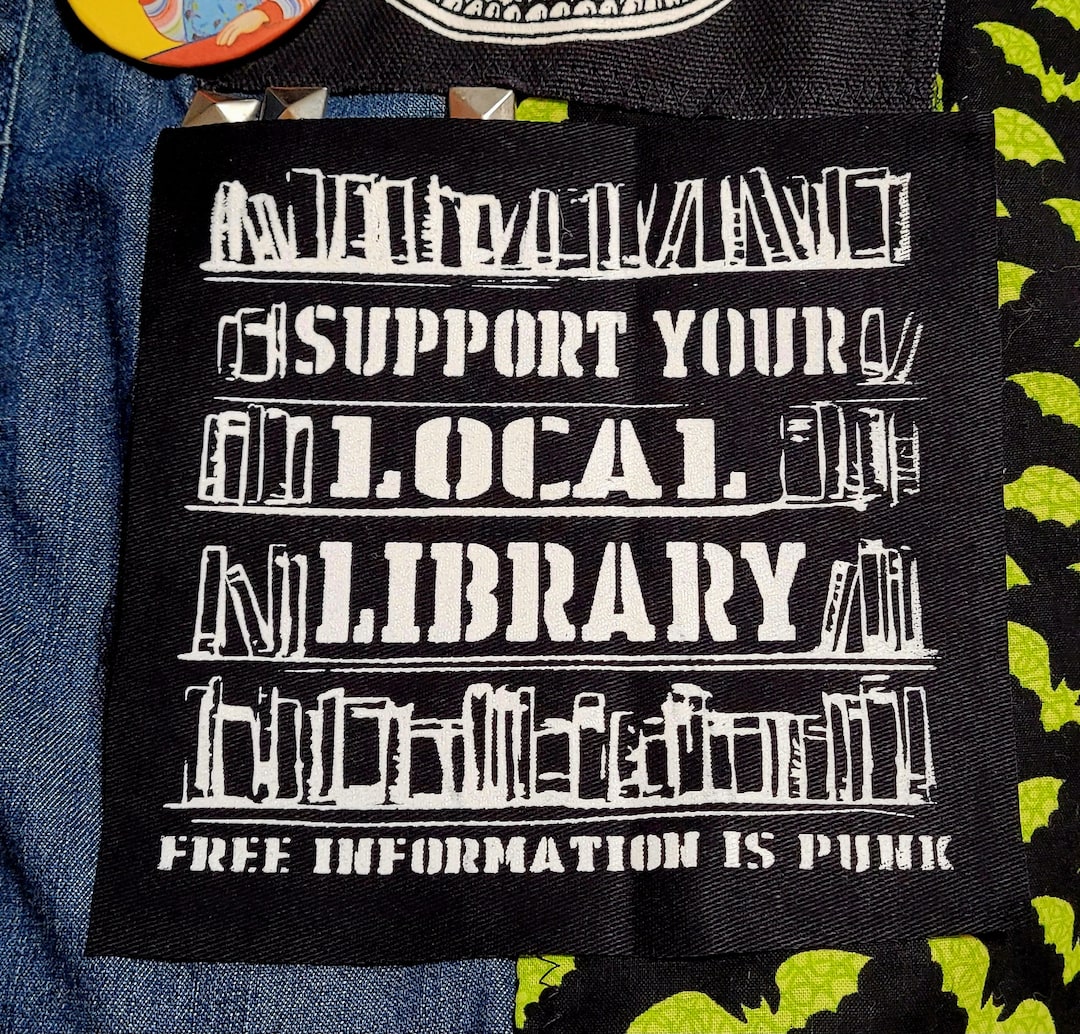 SUPPORT YOUR
LOCAL
LIBRARY
FREE INFORMATION IS PUNK